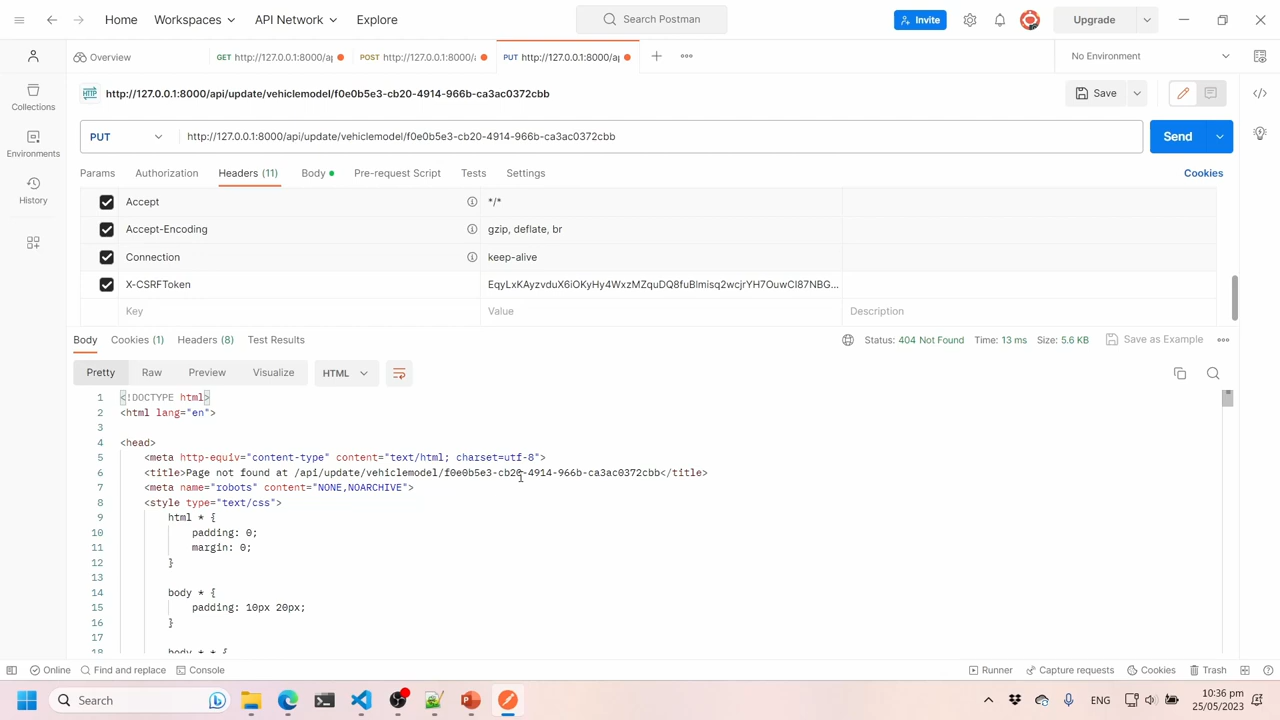 Home Workspaces API Network Explore Search Postman Invite Upgrade
Overview GET http://127.0.0.1:8000/a POST http://127.0.0.1:8000/ PUT http://127.0.0.1:8000/a No Environment
HTTP http://127.0.0.1:8000/api/update/vehiclemodel/f0e0b5e3-cb20-4914-966b-ca3ac0372cbb Save
Collections
PUT http://127.0.0.1:8000/api/update/vehiclemodel/f0e0b5e3-cb20-4914-966b-ca3ac0372cbb Send
Environments
Params Authorization Headers (11) Body Pre-request Script Tests Settings Cookies
History
Accept */*
Accept-Encoding gzip, deflate, br
Connection keep-alive
X-CSRFToken
Key Value Description
Body Cookies (1) Headers (8) Test Results Status: 404 Not Found Time: 13 ms Size: 5.6 KB Save as Example
Pretty Raw Preview Visualize HTML
1 <!DOCTYPE html>
2 <html lang="en">
3
4 <head>
5 <meta http-equiv="content-type" content="text/html; charset=utf-8">
6 <title>Page not found at /api/update/vehiclemodel/f0e0b5e3-cb20-4914-966b-ca3ac0372cbb</title>
7 <meta name="robots" content="NONE,NOARCHIVE">
8 <style type="text/css">
9 html * {
10 padding: 0;
11 margin: 0;
12 }
13
14 body * {
15 padding: 10px 20px;
16 }
17
18 body * * {
Online Find and replace Console Runner Capture requests Cookies Trash
Search ENG 10:36 pm
25/05/2023